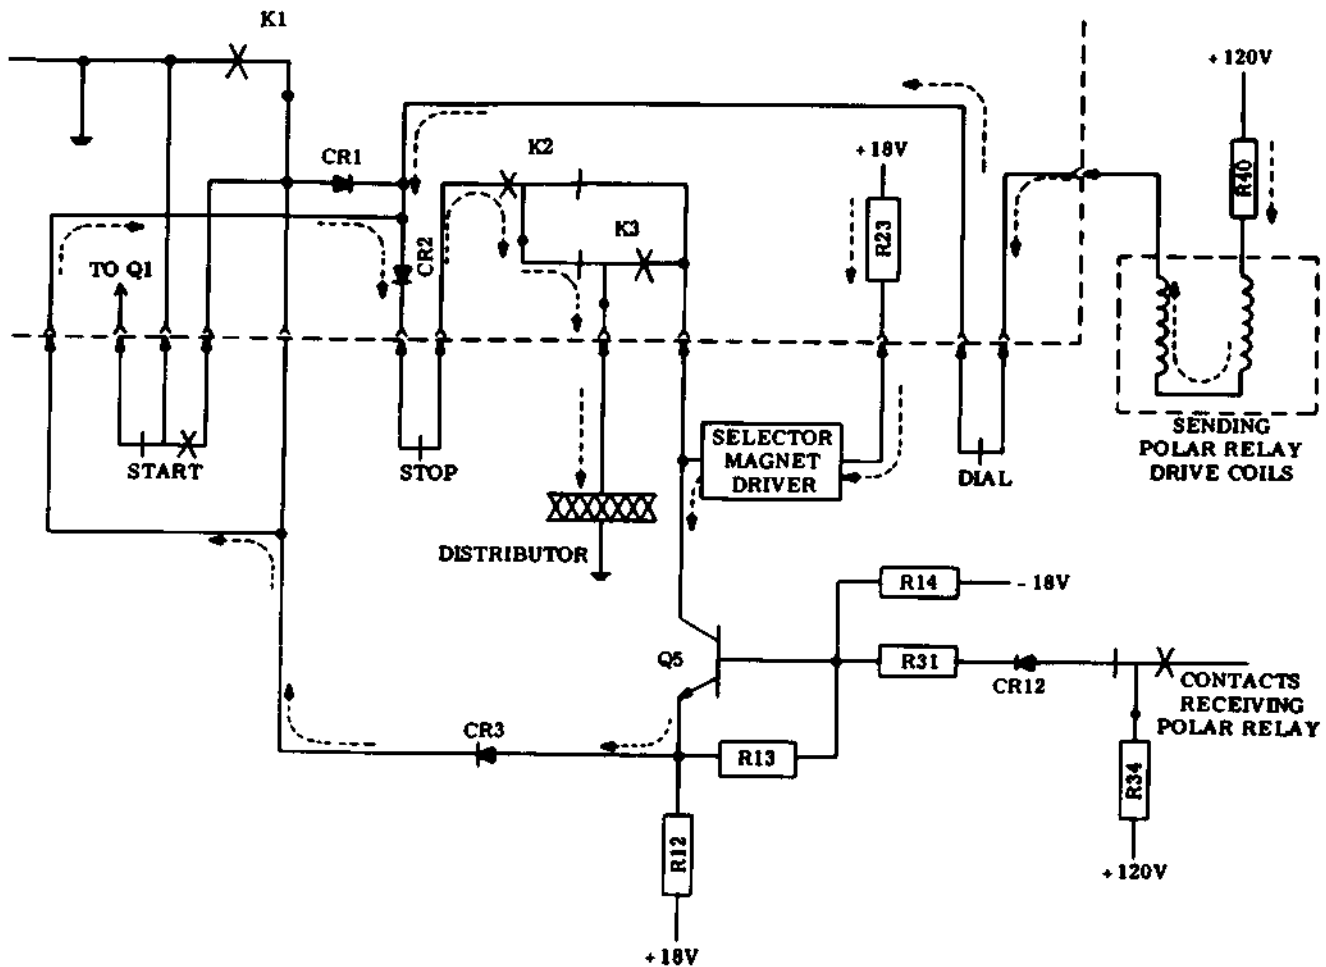 K1
+ 120V
R40
CR1
K2
+ 18V
R23
K3
CR2
TO Q1
START
STOP
SELECTOR
MAGNET
DRIVER
DIAL
SENDING
POLAR RELAY
DRIVE COILS
DISTRIBUTOR
R14
- 18V
Q5
R31
CR12
CONTACTS
RECEIVING
POLAR RELAY
CR3
R13
R34
R12
+ 120V
+ 18V